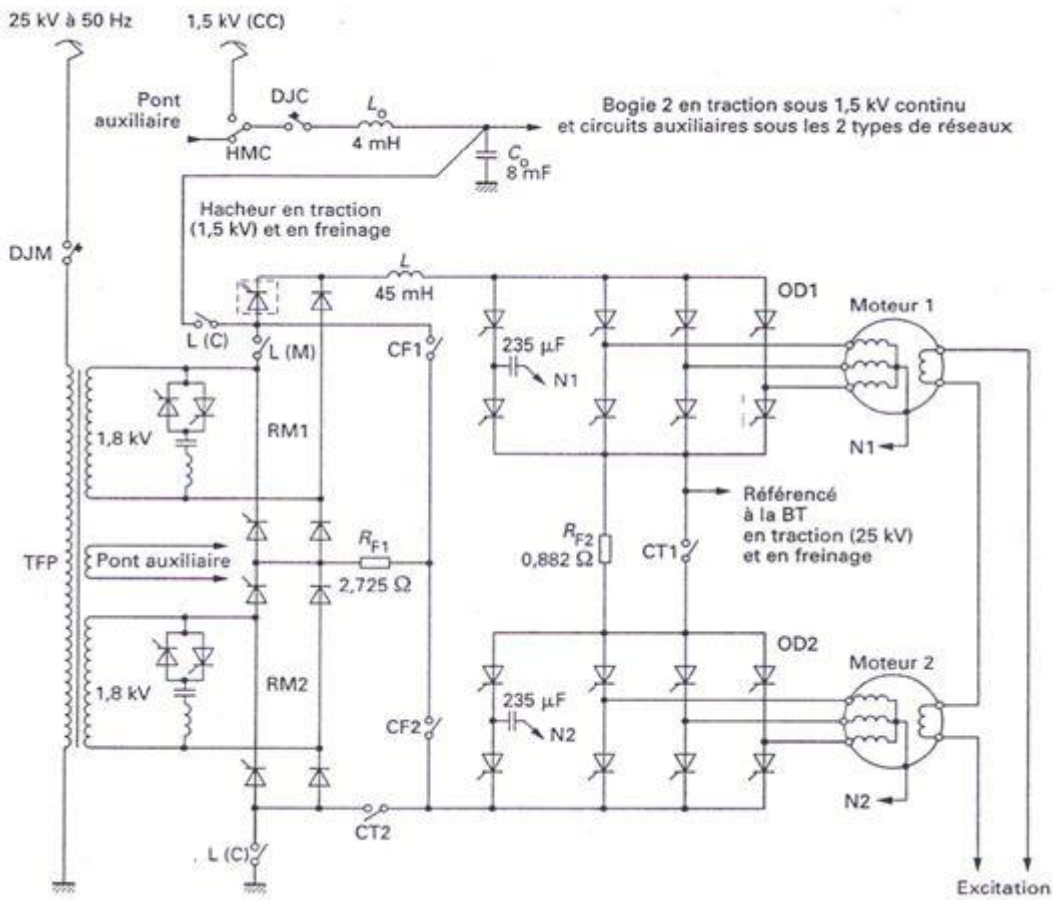 25 kV à 50 Hz
1,5 kV (CC)
Pont
auxiliaire
DJC
L₀
4 mH
HMC
C₀
8 mF
Bogie 2 en traction sous 1,5 kV continu
et circuits auxiliaires sous les 2 types de réseaux
Hacheur en traction
(1,5 kV) et en freinage
DJM
L
45 mH
OD1
Moteur 1
L (C)
L (M)
CF1
235 µF
N1
1,8 kV
RM1
N1
Référencé
à la BT
en traction (25 kV)
et en freinage
RF1
2,725 Ω
RF2
0,882 Ω
CT1
TFP
Pont auxiliaire
OD2
Moteur 2
1,8 kV
RM2
235 µF
N2
CF2
N2
CT2
L (C)
Excitation